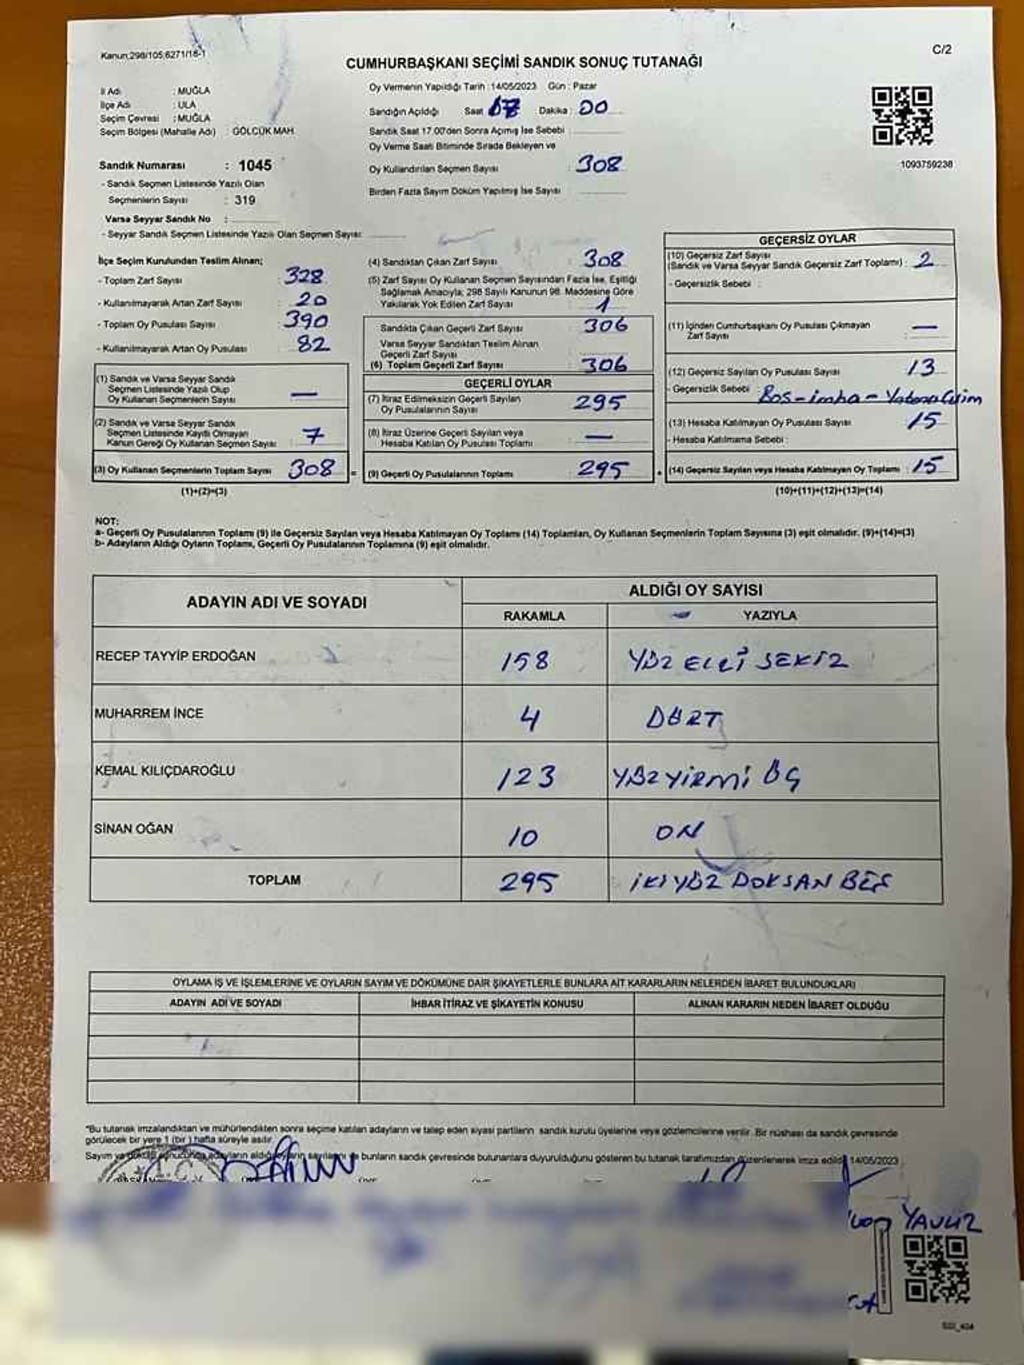 Kanun;298/105;6271/18-1
C/2
CUMHURBAŞKANI SEÇİMİ SANDIK SONUÇ TUTANAĞI
İl Adı : MUĞLA
İlçe Adı : ULA
Seçim Çevresi : MUĞLA
Seçim Bölgesi (Mahalle Adı) : GÖLCÜK MAH.
Sandık Numarası : 1045
- Sandık Seçmen Listesinde Yazılı Olan
Seçmenlerin Sayısı : 319
Varsa Seyyar Sandık No :
- Seyyar Sandık Seçmen Listesinde Yazılı Olan Seçmen Sayısı:
Oy Vermenin Yapıldığı Tarih :14/05/2023 Gün : Pazar
Sandığın Açıldığı Saat Dakika : 00
Sandık Saat 17.00'den Sonra Açılmış İse Sebebi :
Oy Verme Saati Bitiminde Sırada Bekleyen ve
Oy Kullandırılan Seçmen Sayısı : 308
Birden Fazla Sayım Döküm Yapılmış İse Sayısı :
1093759238
İlçe Seçim Kurulundan Teslim Alınan;
- Toplam Zarf Sayısı : 328
- Kullanılmayarak Artan Zarf Sayısı : 20
- Toplam Oy Pusulası Sayısı : 390
- Kullanılmayarak Artan Oy Pusulası : 82
(1) Sandık ve Varsa Seyyar Sandık
Seçmen Listesinde Yazılı Olup
Oy Kullanan Seçmenlerin Sayısı : —
(2) Sandık ve Varsa Seyyar Sandık
Seçmen Listesinde Kayıtlı Olmayan
Kanun Gereği Oy Kullanan Seçmen Sayısı : 7
(3) Oy Kullanan Seçmenlerin Toplam Sayısı : 308 =
(1)+(2)=(3)
(4) Sandıktan Çıkan Zarf Sayısı : 308
(5) Zarf Sayısı Oy Kullanan Seçmen Sayısından Fazla İse, Eşitliği
Sağlamak Amacıyla; 298 Sayılı Kanunun 98. Maddesine Göre
Yakılarak Yok Edilen Zarf Sayısı : 1
Sandıkta Çıkan Geçerli Zarf Sayısı : 306
Varsa Seyyar Sandıktan Teslim Alınan
Geçerli Zarf Sayısı :
(6) Toplam Geçerli Zarf Sayısı : 306
GEÇERLİ OYLAR
(7) İtiraz Edilmeksizin Geçerli Sayılan
Oy Pusulalarının Sayısı : 295
(8) İtiraz Üzerine Geçerli Sayılan veya
Hesaba Katılan Oy Pusulası Toplamı : —
(9) Geçerli Oy Pusulalarının Toplamı : 295 +
GEÇERSİZ OYLAR
(10) Geçersiz Zarf Sayısı
(Sandık ve Varsa Seyyar Sandık Geçersiz Zarf Toplamı) : 2
- Geçersizlik Sebebi :
(11) İçinden Cumhurbaşkanı Oy Pusulası Çıkmayan
Zarf Sayısı : —
(12) Geçersiz Sayılan Oy Pusulası Sayısı : 13
- Geçersizlik Sebebi : Bos-imha-
(13) Hesaba Katılmayan Oy Pusulası Sayısı : 15
- Hesaba Katılmama Sebebi :
(14) Geçersiz Sayılan veya Hesaba Katılmayan Oy Toplamı : 15
(10)+(11)+(12)+(13)=(14)
NOT:
a- Geçerli Oy Pusulalarının Toplamı (9) ile Geçersiz Sayılan veya Hesaba Katılmayan Oy Toplamı (14) Toplamları, Oy Kullanan Seçmenlerin Toplam Sayısına (3) eşit olmalıdır. (9)+(14)=(3)
b- Adayların Aldığı Oyların Toplamı, Geçerli Oy Pusulalarının Toplamına (9) eşit olmalıdır.
ADAYIN ADI VE SOYADI
ALDIĞI OY SAYISI
RAKAMLA YAZIYLA
RECEP TAYYİP ERDOĞAN 158 YÜZ ELLİ SEKİZ
MUHARREM İNCE 4 DÖRT
KEMAL KILIÇDAROĞLU 123 YÜZ YİRMİ ÜÇ
SİNAN OĞAN 10 ON
TOPLAM 295 İKİ YÜZ DOKSAN BEŞ
OYLAMA İŞ VE İŞLEMLERİNE VE OYLARIN SAYIM VE DÖKÜMÜNE DAİR ŞİKAYETLERLE BUNLARA AİT KARARLARIN NELERDEN İBARET BULUNDUKLARI
ADAYIN ADI VE SOYADI İHBAR İTİRAZ VE ŞİKAYETİN KONUSU ALINAN KARARIN NEDEN İBARET OLDUĞU
*Bu tutanak imzalandıktan ve mühürlendikten sonra seçime katılan adayların ve talep eden siyasi partilerin sandık kurulu üyelerine veya gözlemcilerine verilir. Bir nüshası da sandık çevresinde
görülecek bir yere 1 (bir ) hafta süreyle asılır.
Sayım ve döküm sonucunda adayların aldığı oyların sayılarını ve bunların sandık çevresinde bulunanlara duyurulduğunu gösteren bu tutanak tarafımızdan düzenlenerek imza edildi. 14/05/2023
YAVUZ